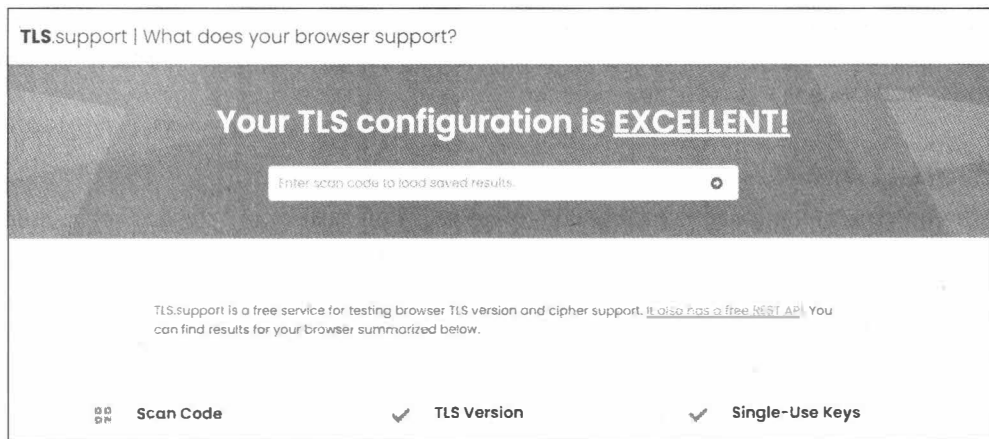 TLS.support | What does your browser support?
Your TLS configuration is EXCELLENT!
Enter scan code to load saved results.
TLS.support is a free service for testing browser TLS version and cipher support. It also has a free REST API. You
can find results for your browser summarized below.
Scan Code
TLS Version
Single-Use Keys